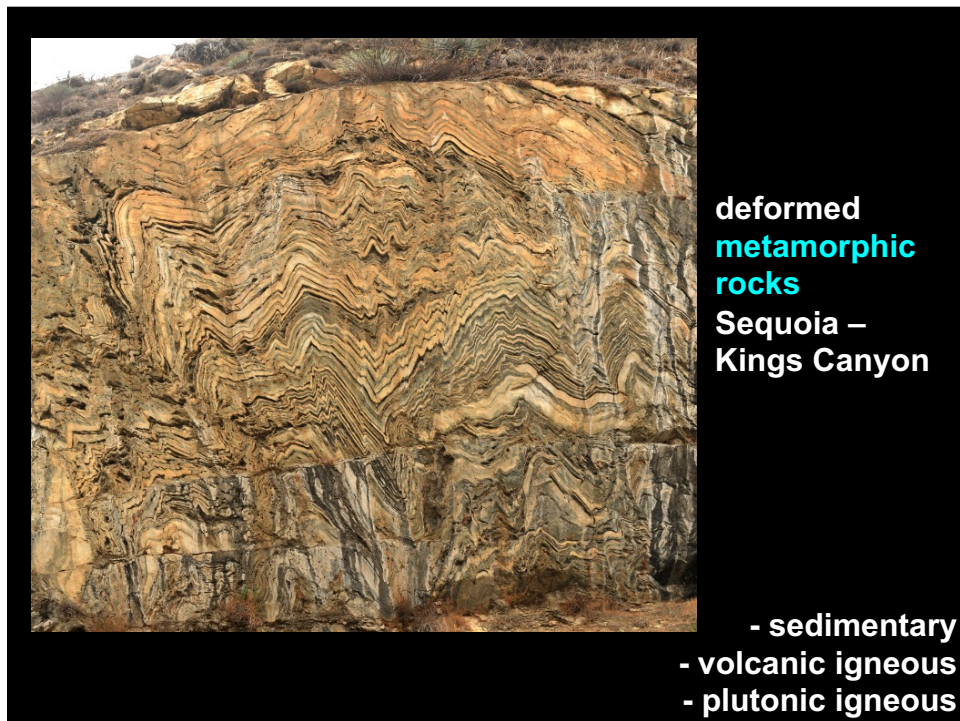 deformed
metamorphic
rocks
Sequoia –
Kings Canyon
- sedimentary
- volcanic igneous
- plutonic igneous